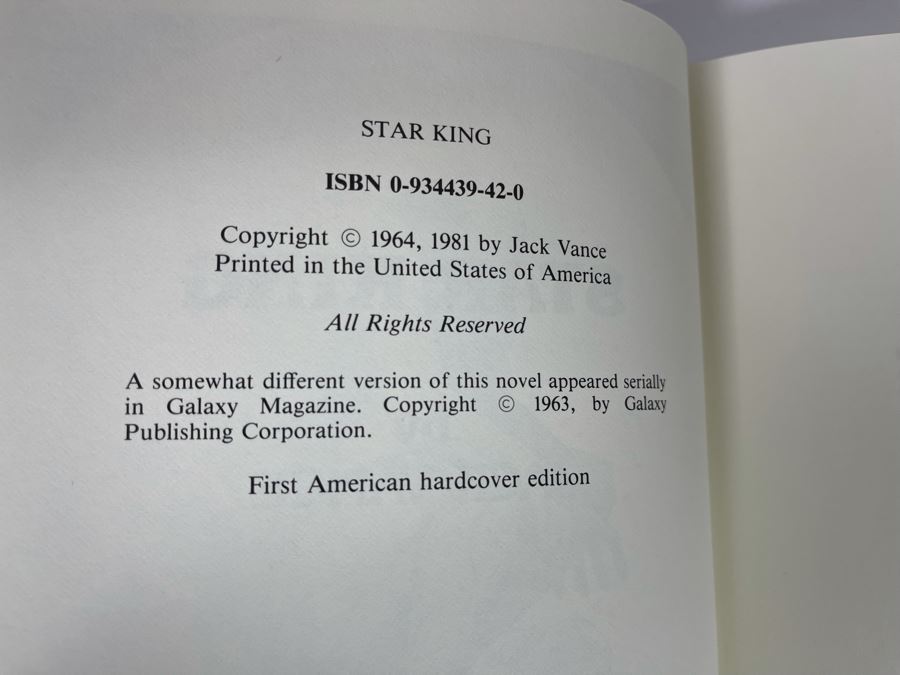 STAR KING
ISBN 0-934439-42-0
Copyright © 1964, 1981 by Jack Vance
Printed in the United States of America
All Rights Reserved
A somewhat different version of this novel appeared serially
in Galaxy Magazine. Copyright © 1963, by Galaxy
Publishing Corporation.
First American hardcover edition